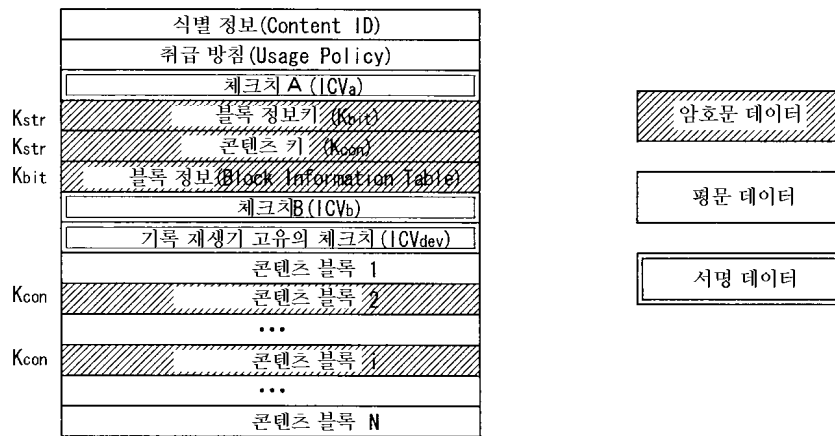 식별 정보(Content ID)
취급 방침(Usage Policy)
체크치 A (ICVa)
Kstr 블록 정보키 (Kbit)
Kstr 콘텐츠 키 (Kcon)
Kbit 블록 정보(Block Information Table)
체크치B(ICVb)
기록 재생기 고유의 체크치(ICVdev)
콘텐츠 블록 1
Kcon 콘텐츠 블록 2
...
Kcon 콘텐츠 블록 i
...
콘텐츠 블록 N
암호문 데이터
평문 데이터
서명 데이터